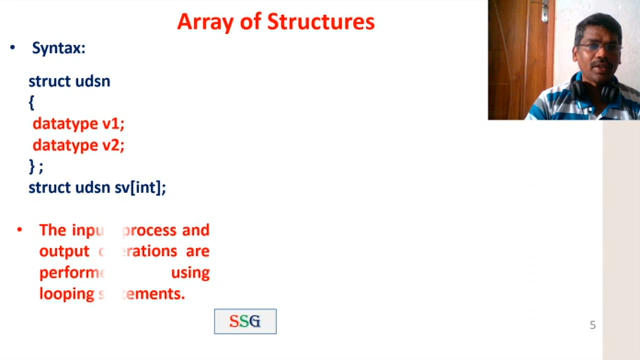 Array of Structures
• Syntax:
struct udsn
{
datatype v1;
datatype v2;
} ;
struct udsn sv[int];
• The process and
output are
using
looping
SSG
5